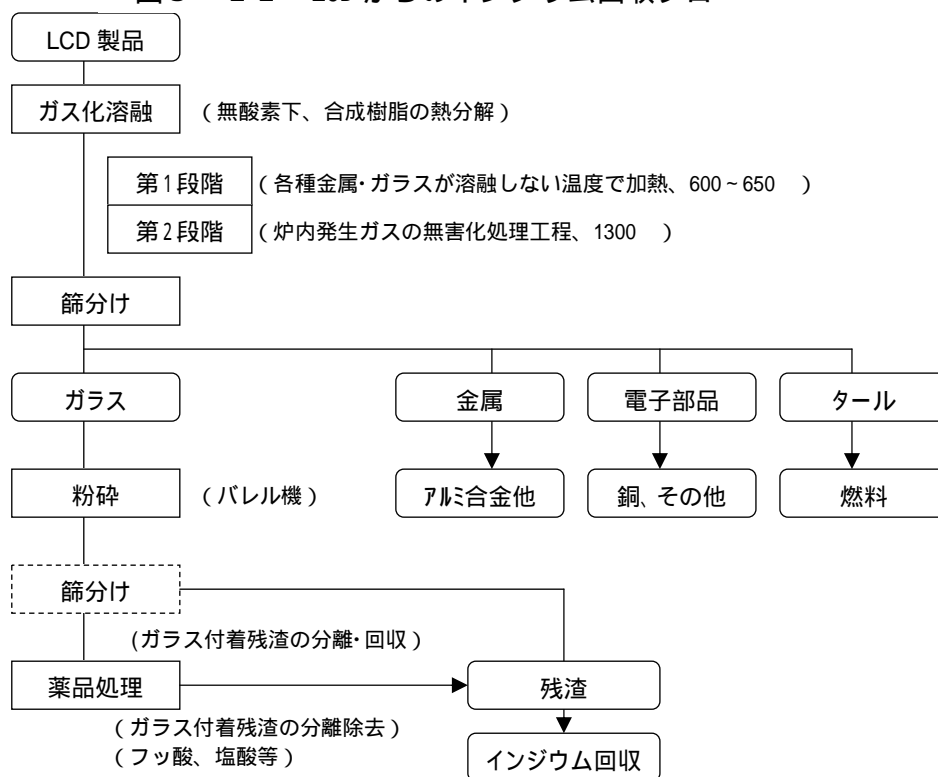 LCD 製品
ガス化溶融 （無酸素下、合成樹脂の熱分解）
第1段階 （各種金属・ガラスが溶融しない温度で加熱、600～650 ）
第2段階 （炉内発生ガスの無害化処理工程、1300 ）
篩分け
ガラス 金属 電子部品 タール
粉砕 （バレル機） アルミ合金他 銅、その他 燃料
篩分け
(ガラス付着残渣の分離・回収）
薬品処理 残渣
（ガラス付着残渣の分離除去）
（フッ酸、塩酸等） インジウム回収